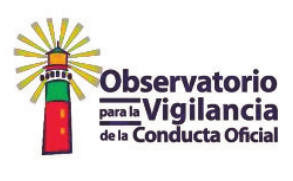 Observatorio
para la Vigilancia
de la Conducta Oficial